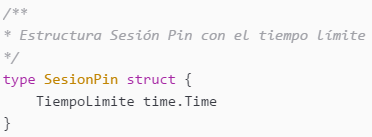 /**
* Estructura Sesión Pin con el tiempo límite
*/
type SesionPin struct {
    TiempoLimite time.Time
}